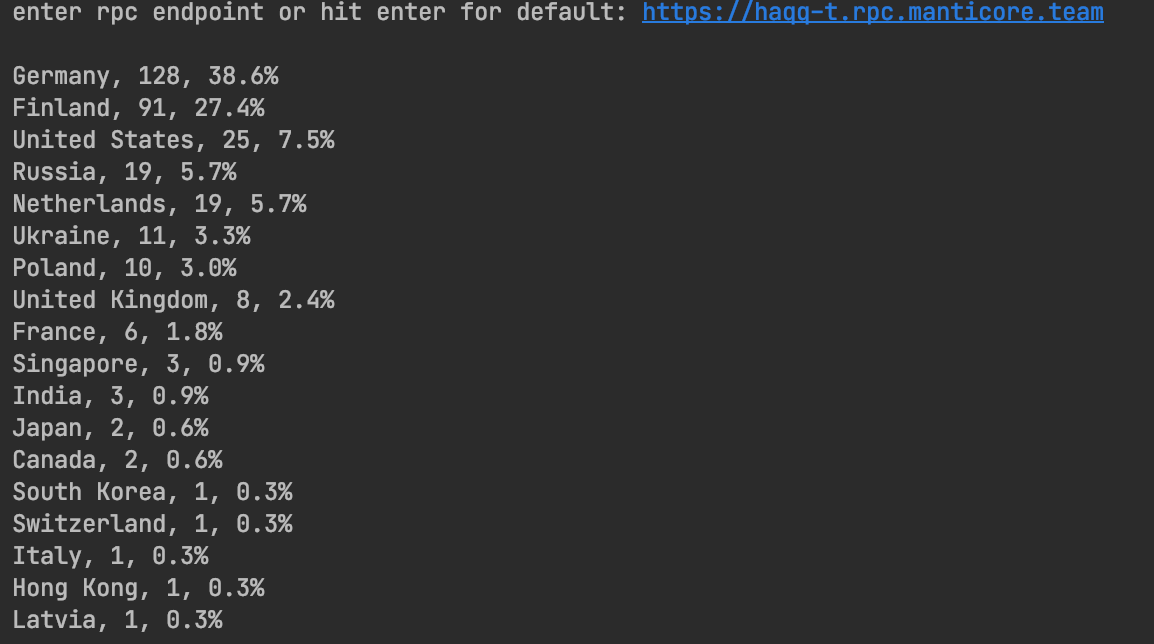 enter rpc endpoint or hit enter for default: https://haqq-t.rpc.manticore.team
Germany, 128, 38.6%
Finland, 91, 27.4%
United States, 25, 7.5%
Russia, 19, 5.7%
Netherlands, 19, 5.7%
Ukraine, 11, 3.3%
Poland, 10, 3.0%
United Kingdom, 8, 2.4%
France, 6, 1.8%
Singapore, 3, 0.9%
India, 3, 0.9%
Japan, 2, 0.6%
Canada, 2, 0.6%
South Korea, 1, 0.3%
Switzerland, 1, 0.3%
Italy, 1, 0.3%
Hong Kong, 1, 0.3%
Latvia, 1, 0.3%